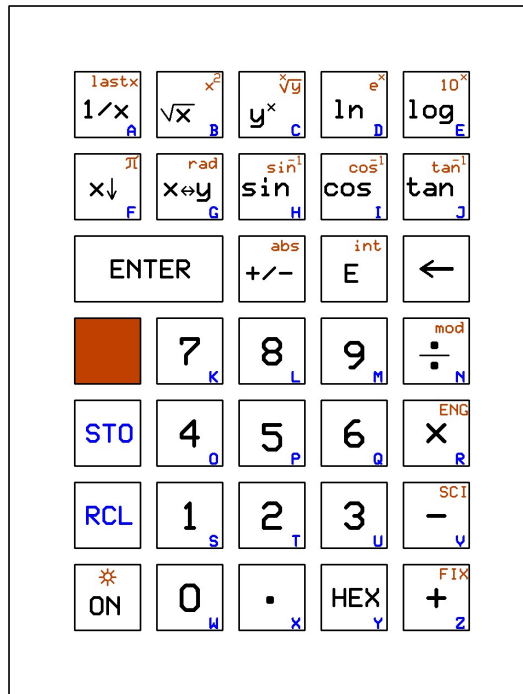 lastx x² ˣ√y eˣ 10ˣ
1/x √x yˣ ln log
A B C D E
π rad sin⁻¹ cos⁻¹ tan⁻¹
x↓ x⇔y sin cos tan
F G H I J
abs int
ENTER +/− E ←
mod
7 8 9 ÷
K L M N
ENG
STO 4 5 6 ×
O P Q R
SCI
RCL 1 2 3 −
S T U V
☼ FIX
ON 0 . HEX +
W X Y Z